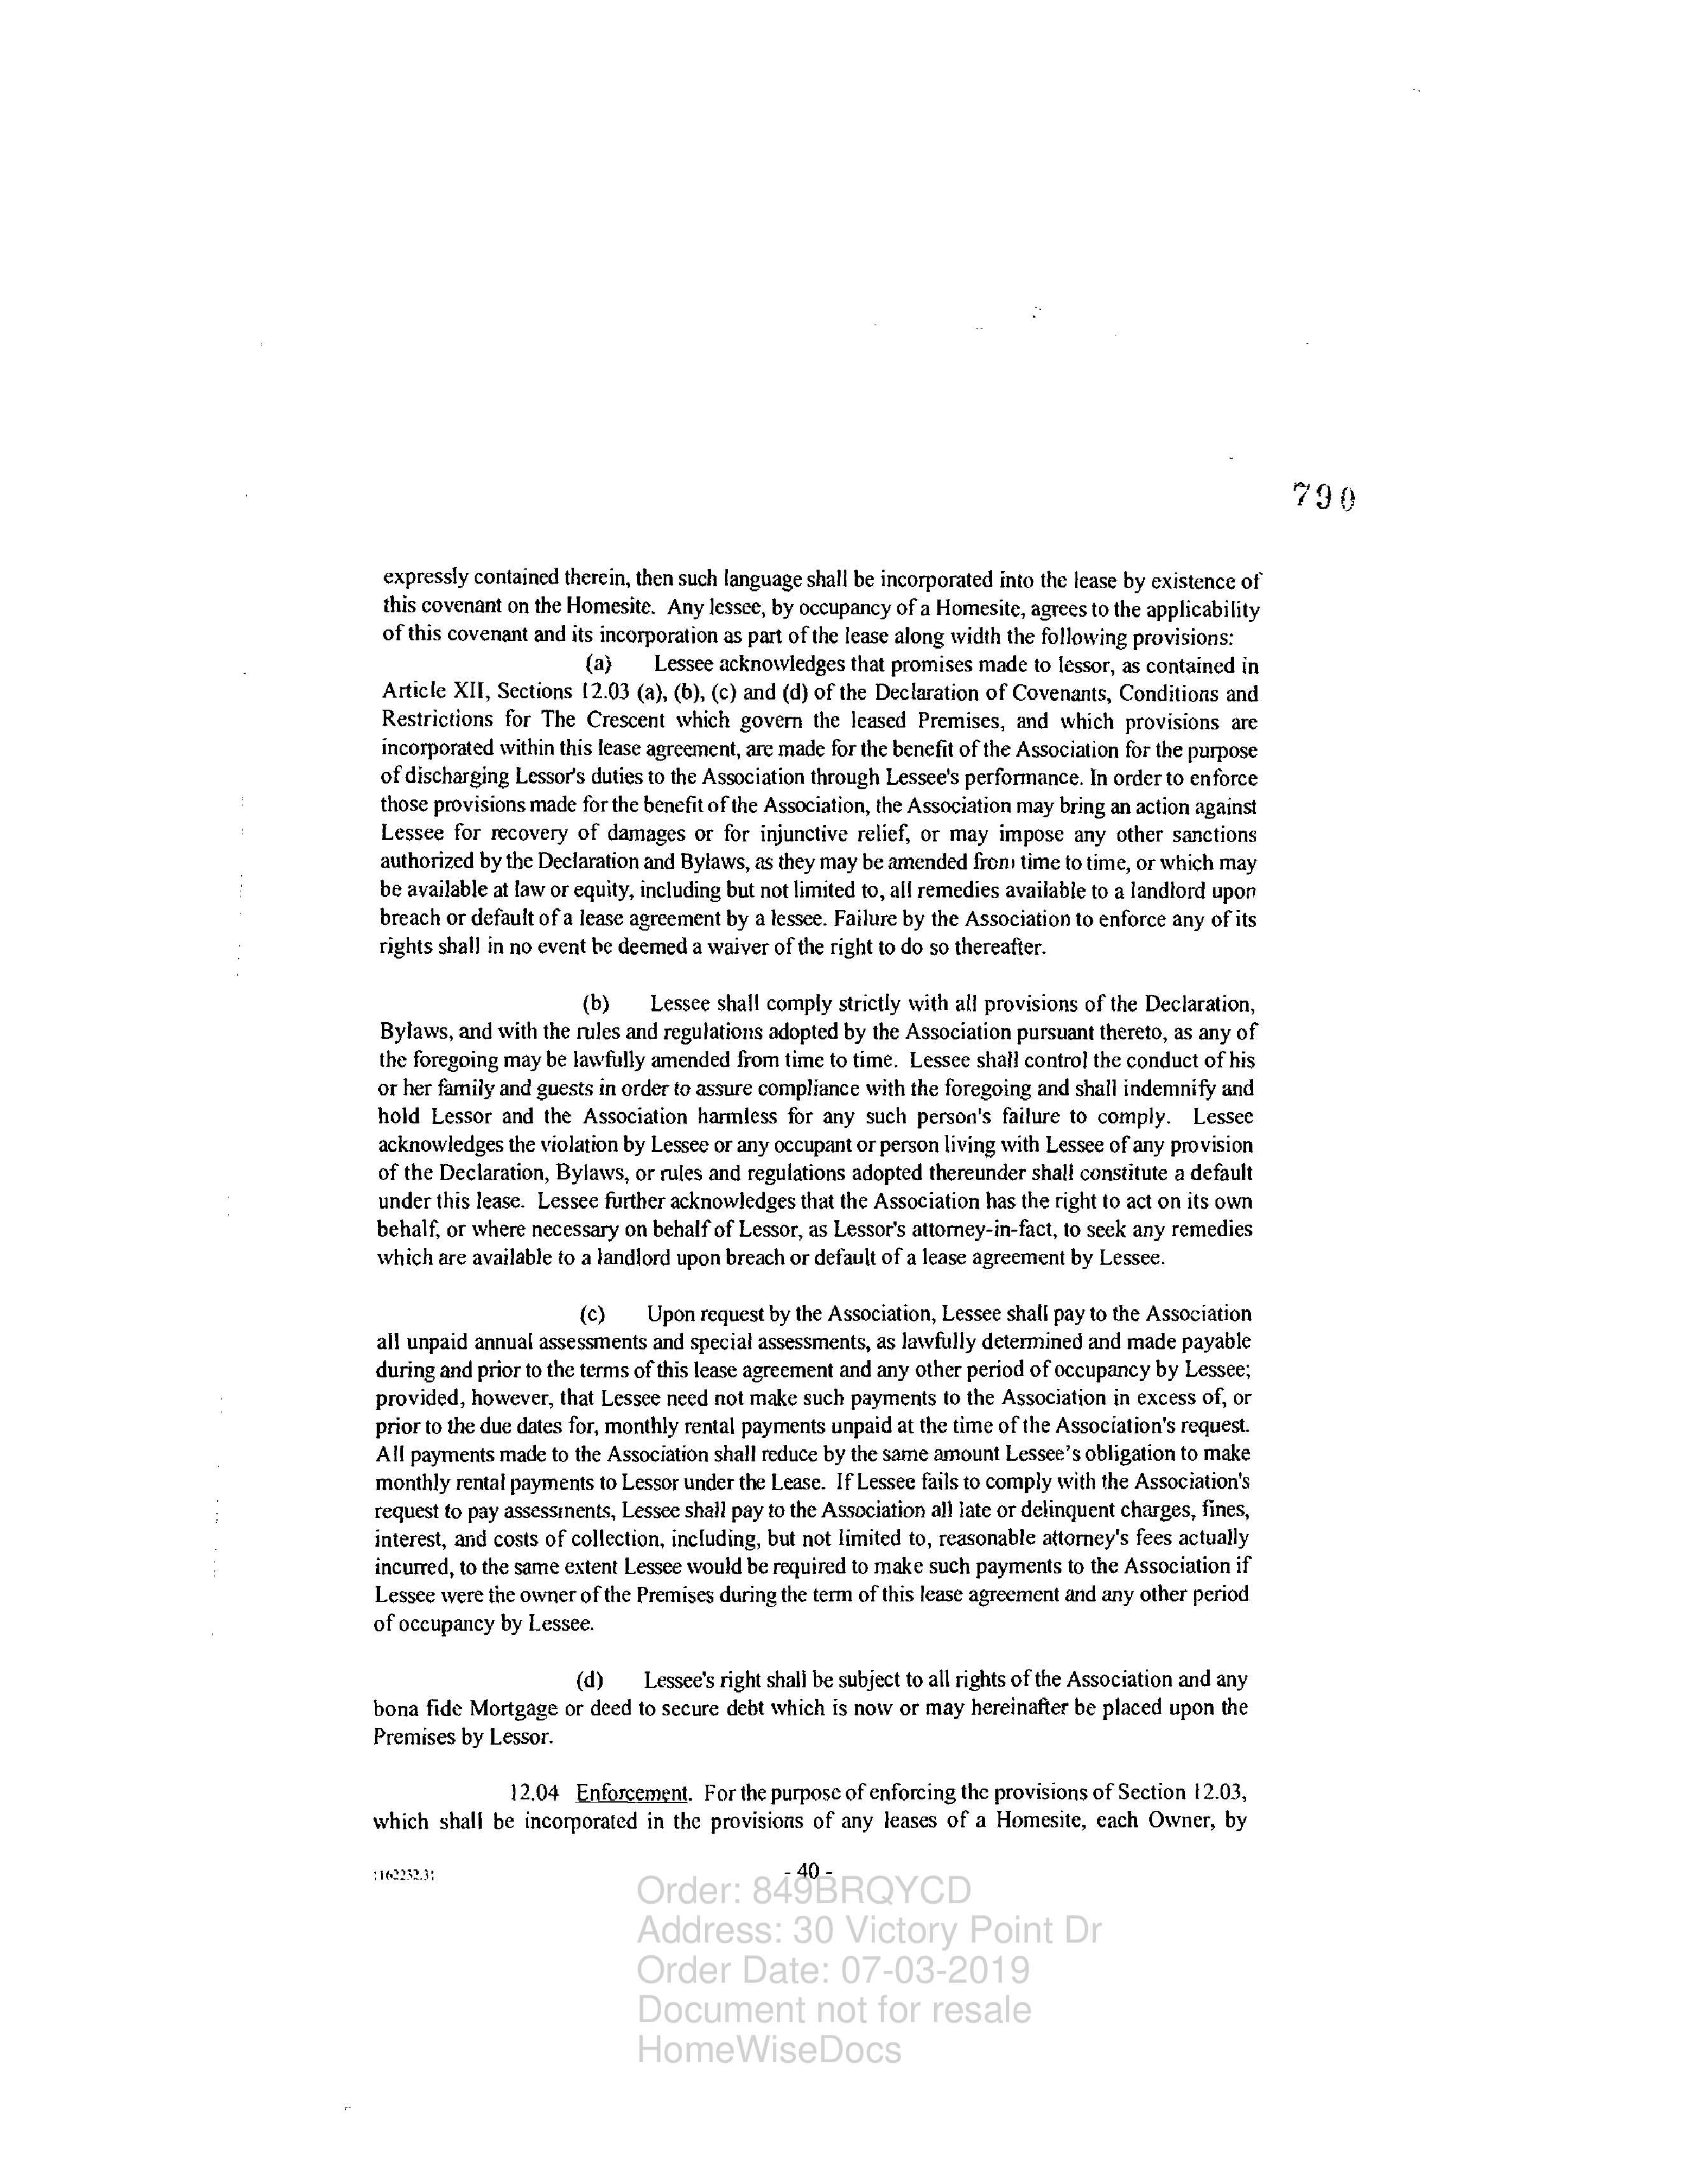 790
expressly contained therein, then such language shall be incorporated into the lease by existence of
this covenant on the Homesite. Any lessee, by occupancy of a Homesite, agrees to the applicability
of this covenant and its incorporation as part of the lease along width the following provisions:
(a) Lessee acknowledges that promises made to lessor, as contained in
Article XII, Sections 12.03 (a), (b), (c) and (d) of the Declaration of Covenants, Conditions and
Restrictions for The Crescent which govern the leased Premises, and which provisions are
incorporated within this lease agreement, are made for the benefit of the Association for the purpose
of discharging Lessor's duties to the Association through Lessee's performance. In order to enforce
those provisions made for the benefit of the Association, the Association may bring an action against
Lessee for recovery of damages or for injunctive relief, or may impose any other sanctions
authorized by the Declaration and Bylaws, as they may be amended from time to time, or which may
be available at law or equity, including but not limited to, all remedies available to a landlord upon
breach or default of a lease agreement by a lessee. Failure by the Association to enforce any of its
rights shall in no event be deemed a waiver of the right to do so thereafter.
(b) Lessee shall comply strictly with all provisions of the Declaration,
Bylaws, and with the rules and regulations adopted by the Association pursuant thereto, as any of
the foregoing may be lawfully amended from time to time. Lessee shall control the conduct of his
or her family and guests in order to assure compliance with the foregoing and shall indemnify and
hold Lessor and the Association harmless for any such person's failure to comply. Lessee
acknowledges the violation by Lessee or any occupant or person living with Lessee of any provision
of the Declaration, Bylaws, or rules and regulations adopted thereunder shall constitute a default
under this lease. Lessee further acknowledges that the Association has the right to act on its own
behalf, or where necessary on behalf of Lessor, as Lessor's attorney-in-fact, to seek any remedies
which are available to a landlord upon breach or default of a lease agreement by Lessee.
(c) Upon request by the Association, Lessee shall pay to the Association
all unpaid annual assessments and special assessments, as lawfully determined and made payable
during and prior to the terms of this lease agreement and any other period of occupancy by Lessee;
provided, however, that Lessee need not make such payments to the Association in excess of, or
prior to the due dates for, monthly rental payments unpaid at the time of the Association's request.
All payments made to the Association shall reduce by the same amount Lessee's obligation to make
monthly rental payments to Lessor under the Lease. If Lessee fails to comply with the Association's
request to pay assessments, Lessee shall pay to the Association all late or delinquent charges, fines,
interest, and costs of collection, including, but not limited to, reasonable attorney's fees actually
incurred, to the same extent Lessee would be required to make such payments to the Association if
Lessee were the owner of the Premises during the term of this lease agreement and any other period
of occupancy by Lessee.
(d) Lessee's right shall be subject to all rights of the Association and any
bona fide Mortgage or deed to secure debt which is now or may hereinafter be placed upon the
Premises by Lessor.
12.04 Enforcement. For the purpose of enforcing the provisions of Section 12.03,
which shall be incorporated in the provisions of any leases of a Homesite, each Owner, by
- 40 -
Order: 849BRQYCD
Address: 30 Victory Point Dr
Order Date: 07-03-2019
Document not for resale
HomeWiseDocs